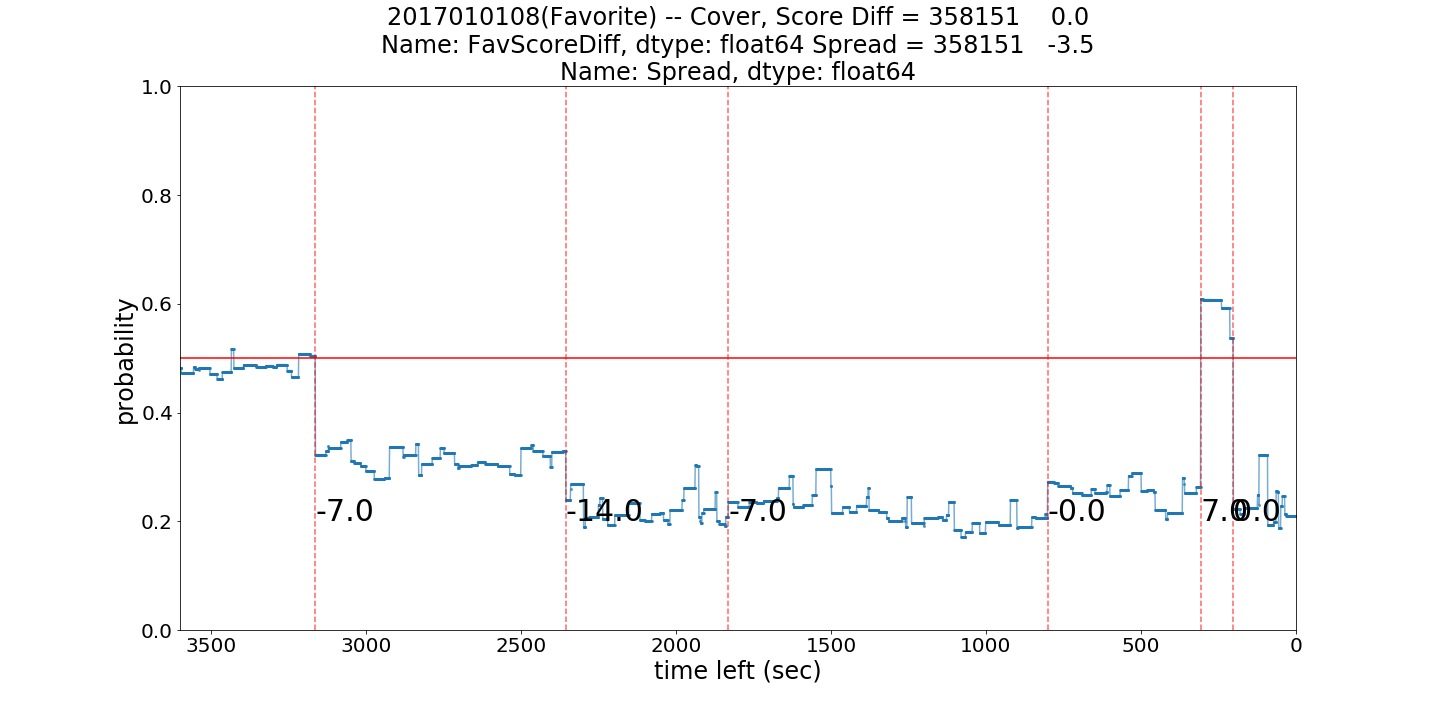 2017010108(Favorite) -- Cover, Score Diff = 358151    0.0
Name: FavScoreDiff, dtype: float64 Spread = 358151   -3.5
Name: Spread, dtype: float64
1.0
0.8
0.6
0.4
0.2
0.0
probability
-7.0
-14.0
-7.0
-0.0
7.0
0.0
3500 3000 2500 2000 1500 1000 500 0
time left (sec)